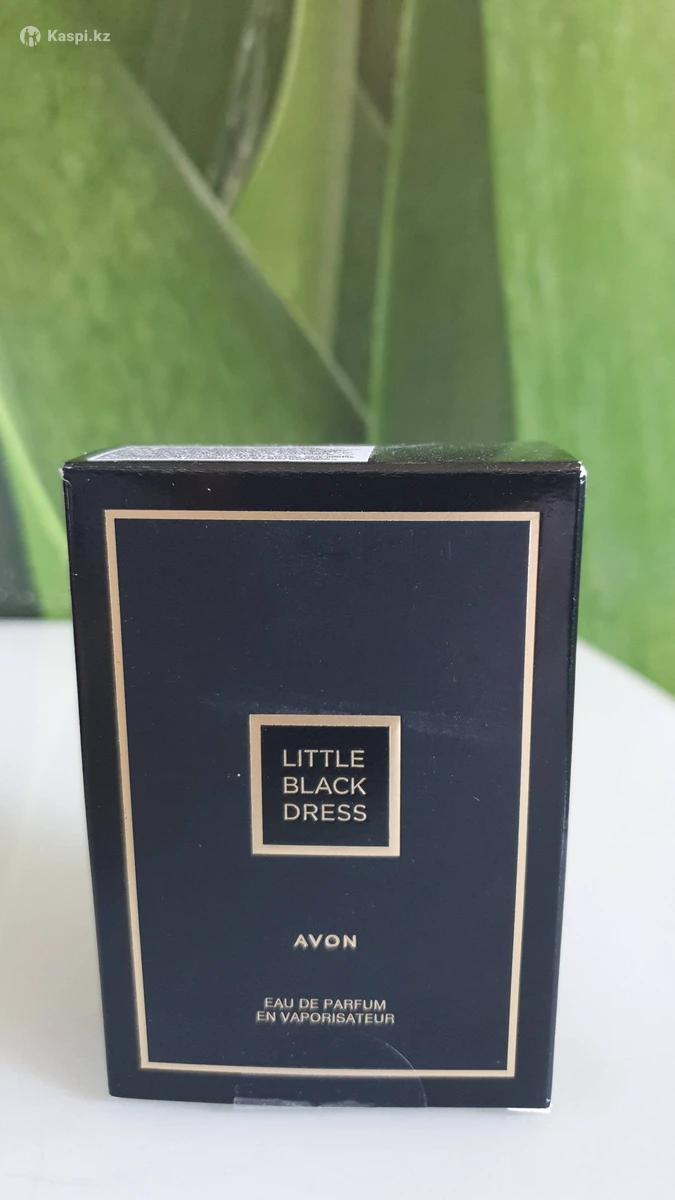 Kaspi.kz
LITTLE
BLACK
DRESS
AVON
EAU DE PARFUM
EN VAPORISATEUR